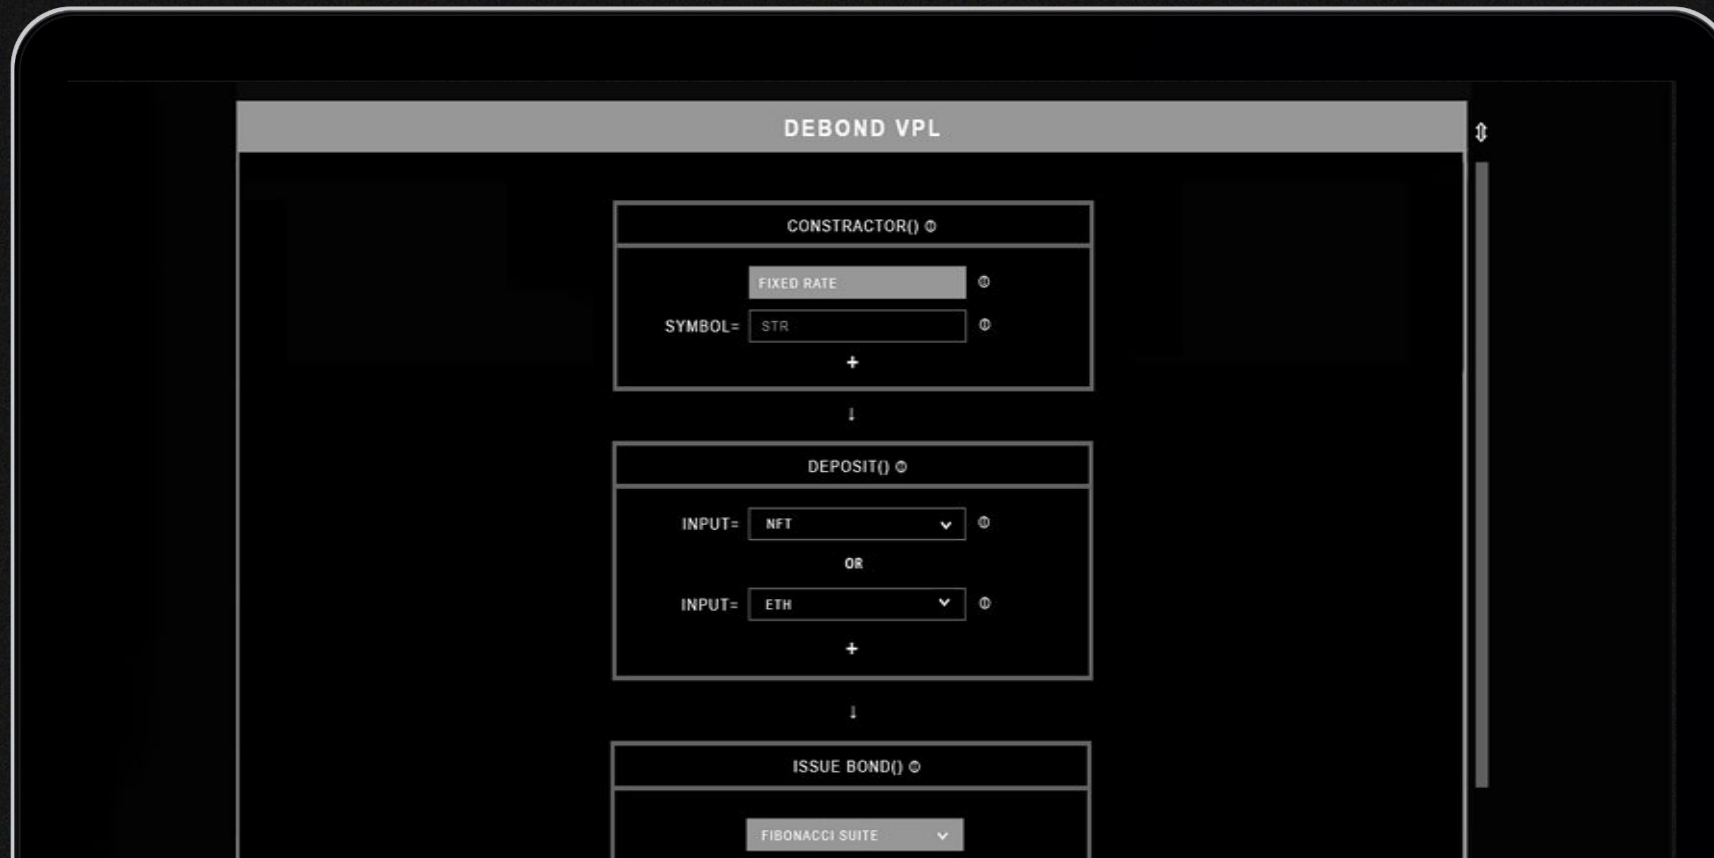 DEBOND VPL
CONSTRACTOR()
FIXED RATE
SYMBOL= STR
+
↓
DEPOSIT()
INPUT= NFT
OR
INPUT= ETH
+
↓
ISSUE BOND()
FIBONACCI SUITE